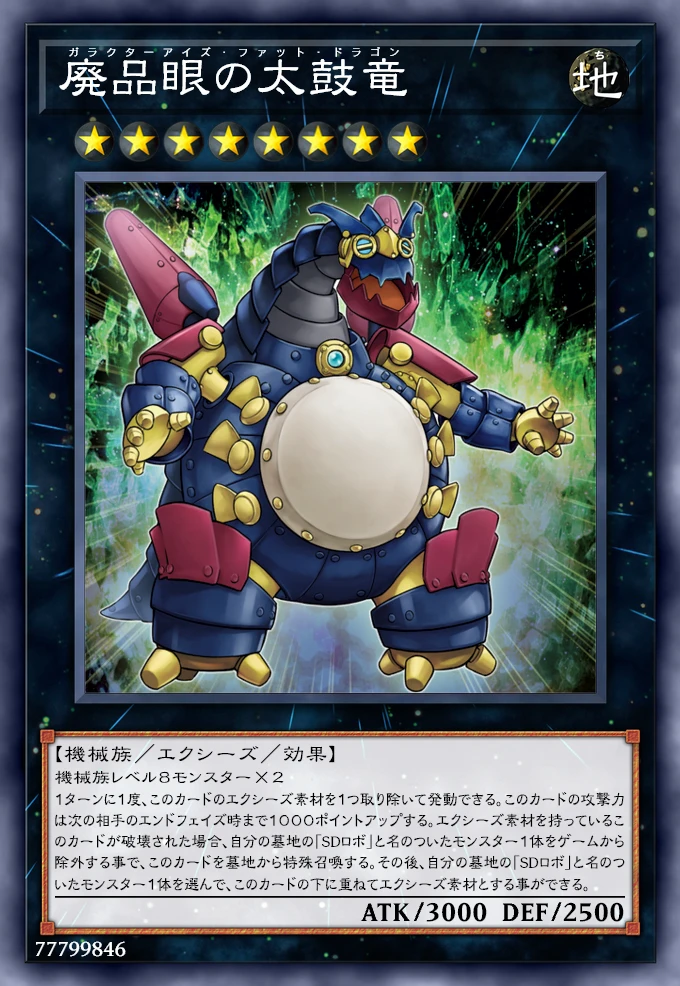 ガラクターアイズ・ファット・ドラゴン
廃品眼の太鼓竜
ち
地
【機械族／エクシーズ／効果】
機械族レベル８モンスター×２
1ターンに1度、このカードのエクシーズ素材を1つ取り除いて発動できる。このカードの攻撃力
は次の相手のエンドフェイズ時まで1000ポイントアップする。エクシーズ素材を持っているこ
のカードが破壊された場合、自分の墓地の「SDロボ」と名のついたモンスター1体をゲームから
除外する事で、このカードを墓地から特殊召喚する。その後、自分の墓地の「SDロボ」と名のつ
いたモンスター1体を選んで、このカードの下に重ねてエクシーズ素材とする事ができる。
ATK/3000 DEF/2500
77799846